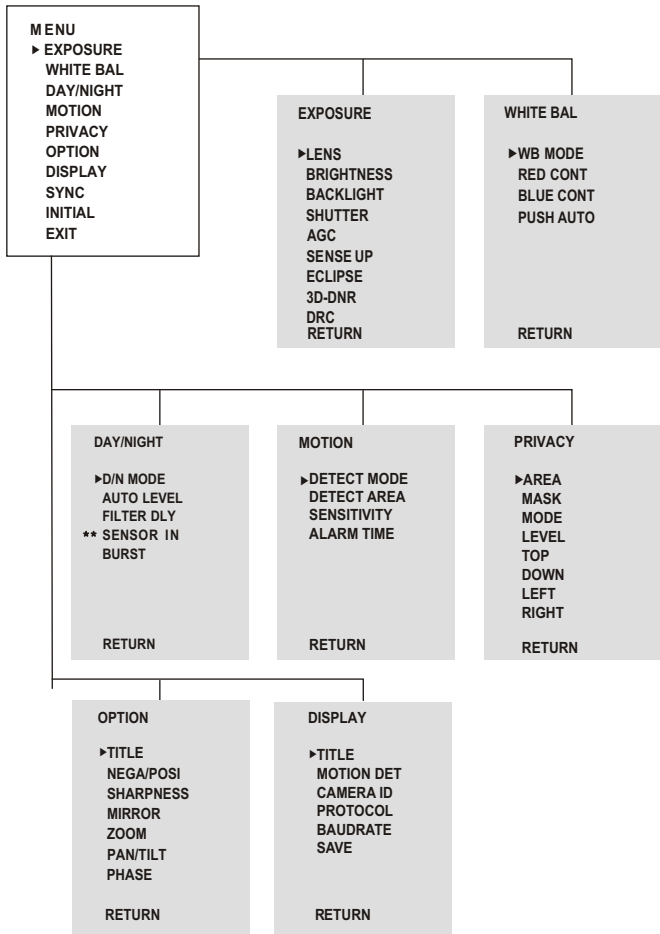 MENU
▶ EXPOSURE
WHITE BAL
DAY/NIGHT
MOTION
PRIVACY
OPTION
DISPLAY
SYNC
INITIAL
EXIT
EXPOSURE
▶LENS
BRIGHTNESS
BACKLIGHT
SHUTTER
AGC
SENSE UP
ECLIPSE
3D-DNR
DRC
RETURN
WHITE BAL
▶WB MODE
RED CONT
BLUE CONT
PUSH AUTO
RETURN
DAY/NIGHT
▶D/N MODE
AUTO LEVEL
FILTER DLY
** SENSOR IN
BURST
RETURN
MOTION
▶DETECT MODE
DETECT AREA
SENSITIVITY
ALARM TIME
RETURN
PRIVACY
▶AREA
MASK
MODE
LEVEL
TOP
DOWN
LEFT
RIGHT
RETURN
OPTION
▶TITLE
NEGA/POSI
SHARPNESS
MIRROR
ZOOM
PAN/TILT
PHASE
RETURN
DISPLAY
▶TITLE
MOTION DET
CAMERA ID
PROTOCOL
BAUDRATE
SAVE
RETURN